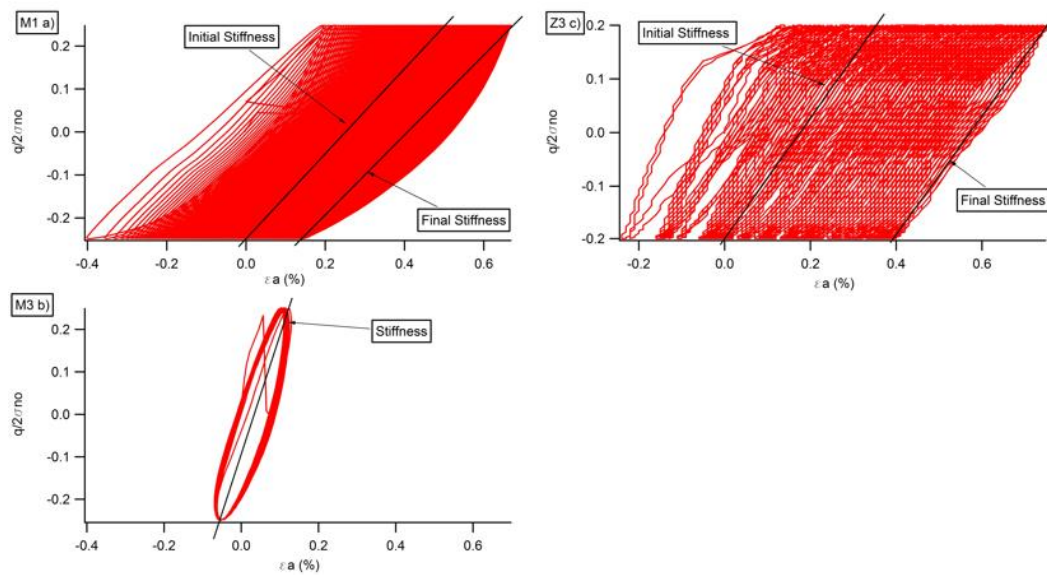 M1 a)
Initial Stiffness
Final Stiffness
0.2
0.1
0.0
-0.1
-0.2
q/2σno
-0.4
-0.2
0.0
0.2
0.4
0.6
εa (%)
Z3 c)
Initial Stiffness
Final Stiffness
0.2
0.1
0.0
-0.1
-0.2
q/2σno
-0.2
0.0
0.2
0.4
0.6
εa (%)
M3 b)
Stiffness
0.2
0.1
0.0
-0.1
-0.2
q/2σno
-0.4
-0.2
0.0
0.2
0.4
0.6
εa (%)